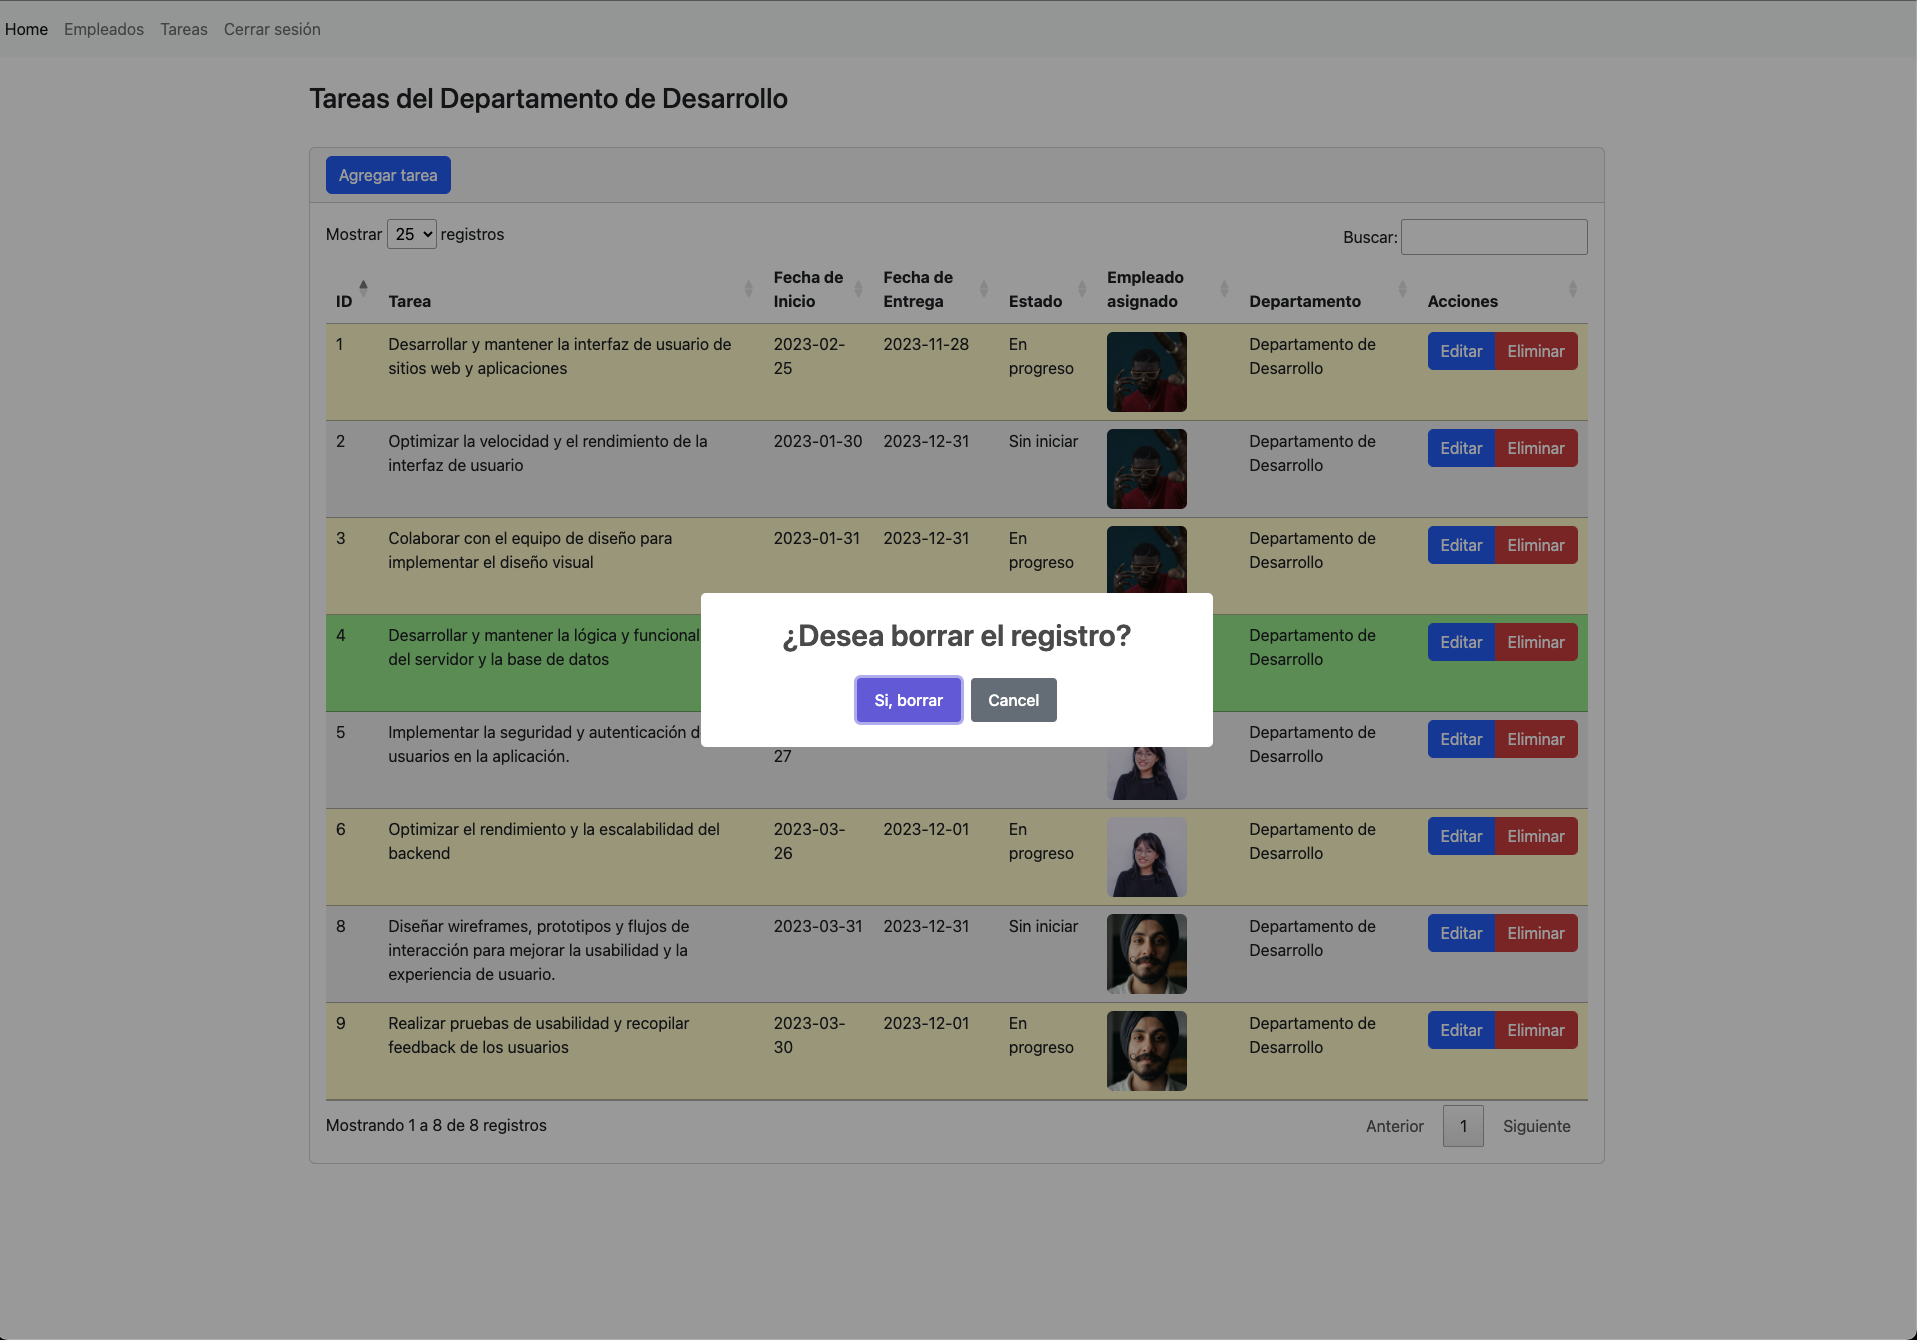 Home Empleados Tareas Cerrar sesión
Tareas del Departamento de Desarrollo
Agregar tarea
Mostrar 25 registros
Buscar:
ID Tarea Fecha de Inicio Fecha de Entrega Estado Empleado asignado Departamento Acciones
1 Desarrollar y mantener la interfaz de usuario de 2023-02- 2023-11-28 En Departamento de Editar Eliminar
sitios web y aplicaciones 25 progreso Desarrollo
2 Optimizar la velocidad y el rendimiento de la 2023-01-30 2023-12-31 Sin iniciar Departamento de Editar Eliminar
interfaz de usuario Desarrollo
3 Colaborar con el equipo de diseño para 2023-01-31 2023-12-31 En Departamento de Editar Eliminar
implementar el diseño visual progreso Desarrollo
4 Desarrollar y mantener la lógica y funcional Departamento de Editar Eliminar
del servidor y la base de datos Desarrollo
¿Desea borrar el registro?
Si, borrar Cancel
5 Implementar la seguridad y autenticación Departamento de Editar Eliminar
usuarios en la aplicación. 27 Desarrollo
6 Optimizar el rendimiento y la escalabilidad del 2023-03- 2023-12-01 En Departamento de Editar Eliminar
backend 26 progreso Desarrollo
8 Diseñar wireframes, prototipos y flujos de 2023-03-31 2023-12-31 Sin iniciar Departamento de Editar Eliminar
interacción para mejorar la usabilidad y la Desarrollo
experiencia de usuario.
9 Realizar pruebas de usabilidad y recopilar 2023-03- 2023-12-01 En Departamento de Editar Eliminar
feedback de los usuarios 30 progreso Desarrollo
Mostrando 1 a 8 de 8 registros
Anterior 1 Siguiente